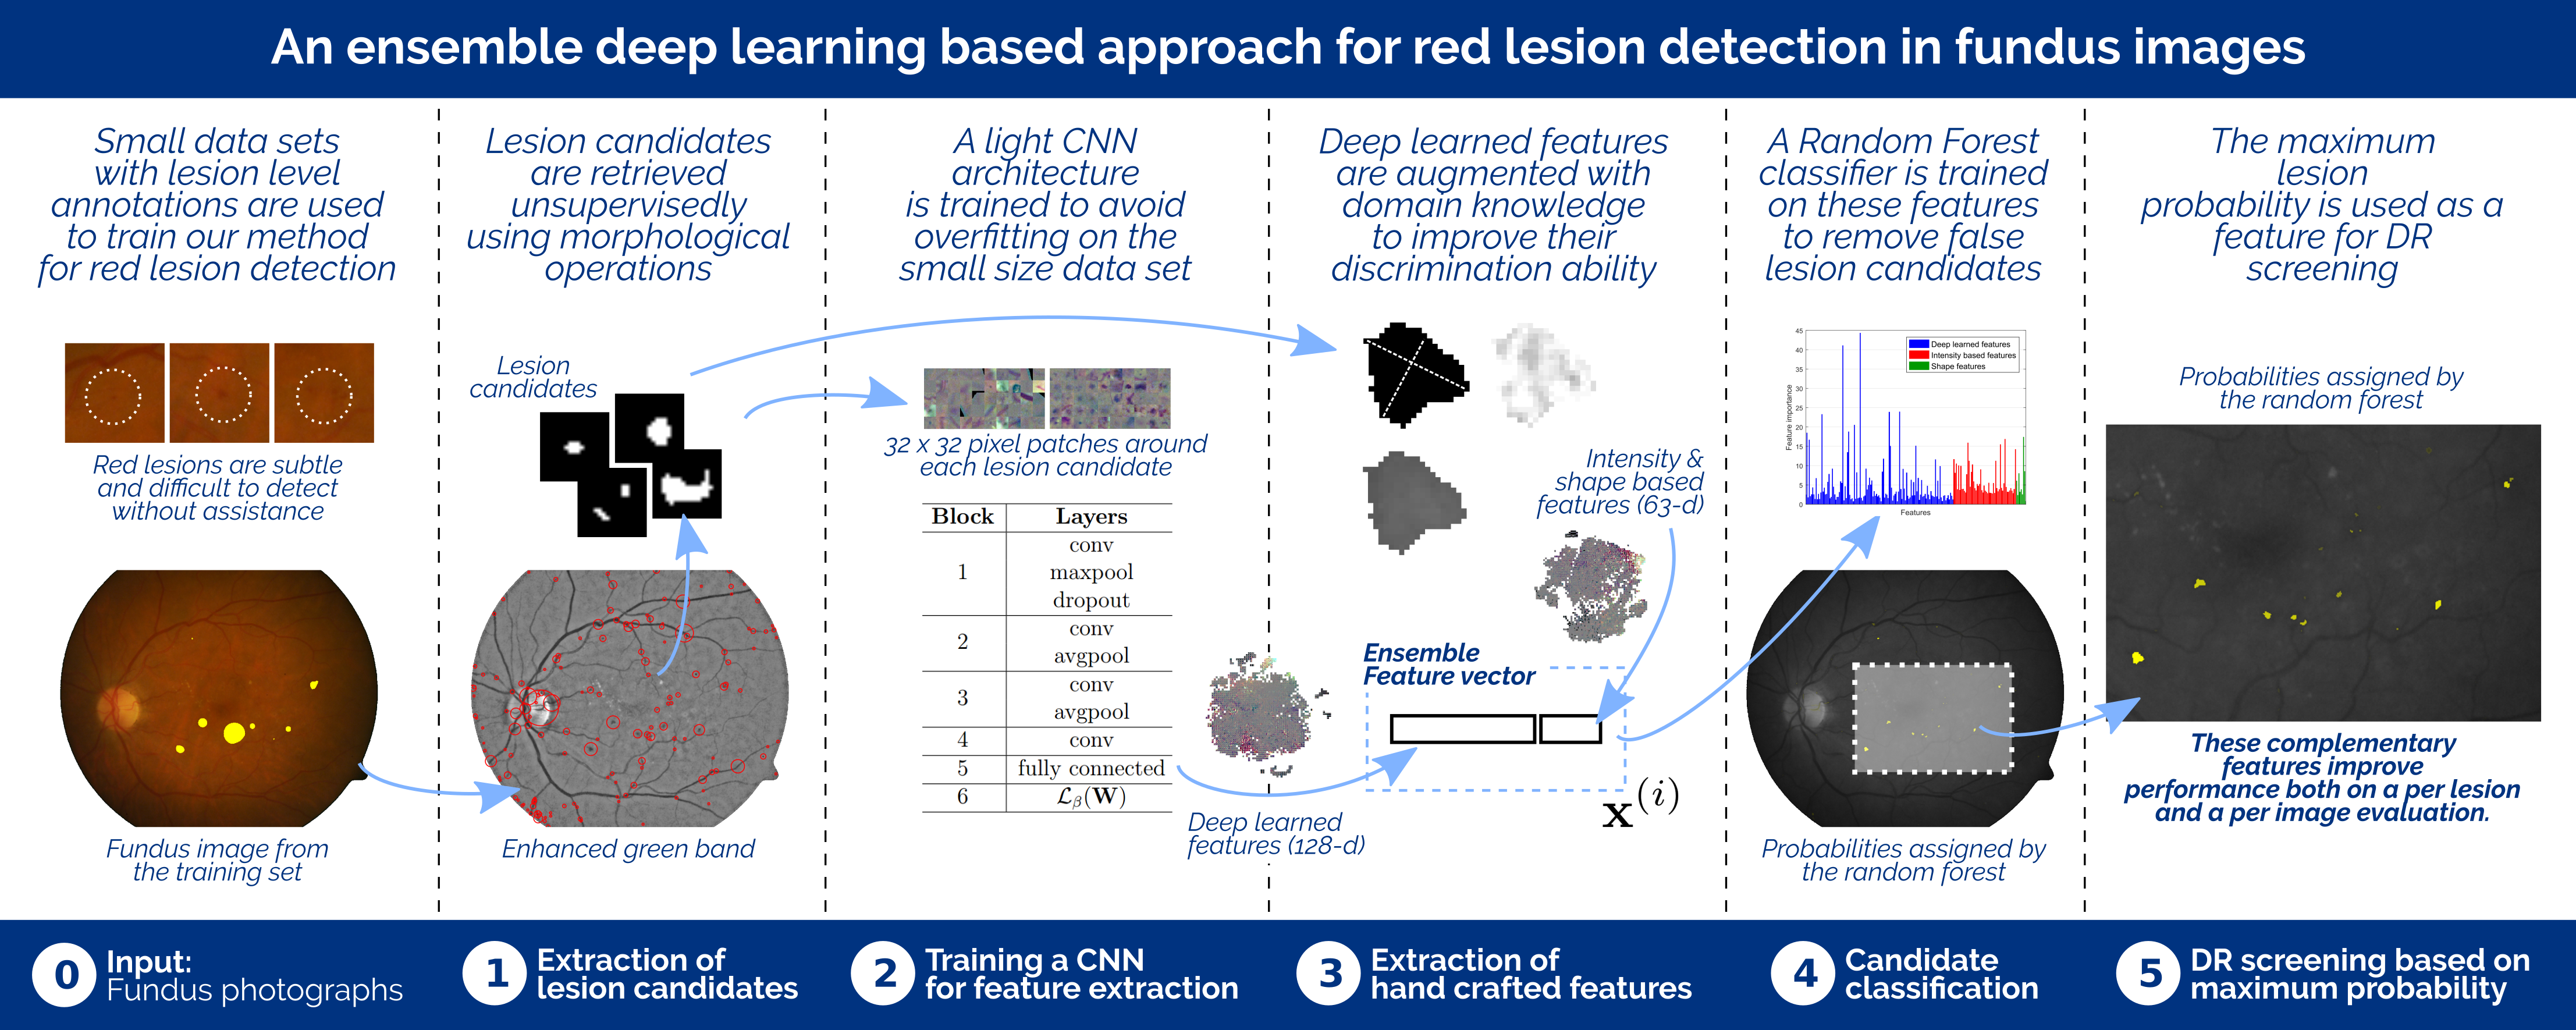 An ensemble deep learning based approach for red lesion detection in fundus images
Small data sets
with lesion level
annotations are used
to train our method
for red lesion detection
Red lesions are subtle
and difficult to detect
without assistance
Fundus image from
the training set
Lesion candidates
are retrieved
unsupervisedly
using morphological
operations
Lesion
candidates
Enhanced green band
A light CNN
architecture
is trained to avoid
overfitting on the
small size data set
32 x 32 pixel patches around
each lesion candidate
Block Layers
1 conv
maxpool
dropout
2 conv
avgpool
3 conv
avgpool
4 conv
5 fully connected
6 ℒβ(W)
Deep learned
features (128-d)
Deep learned features
are augmented with
domain knowledge
to improve their
discrimination ability
Intensity &
shape based
features (63-d)
Ensemble
Feature vector
x(i)
A Random Forest
classifier is trained
on these features
to remove false
lesion candidates
45
40
35
30
25
20
15
10
5
0
Feature importance
Features
Deep learned features
Intensity based features
Shape features
Probabilities assigned by
the random forest
The maximum
lesion
probability is used as a
feature for DR
screening
Probabilities assigned by
the random forest
These complementary
features improve
performance both on a per lesion
and a per image evaluation.
0 Input:
Fundus photographs
1 Extraction of
lesion candidates
2 Training a CNN
for feature extraction
3 Extraction of
hand crafted features
4 Candidate
classification
5 DR screening based on
maximum probability